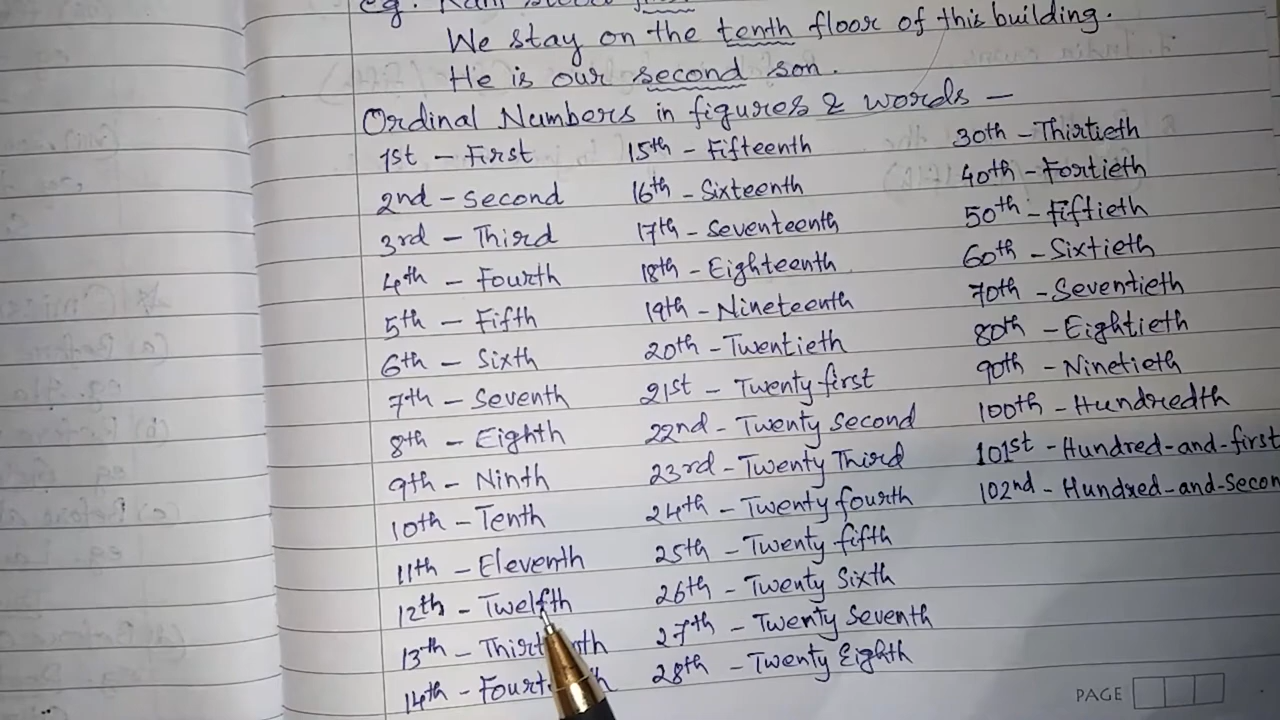 eg.
We stay on the tenth floor of this building.
He is our second son.
Ordinal Numbers in figures & words —
1st - First
2nd - Second
3rd - Third
4th - Fourth
5th - Fifth
6th - Sixth
7th - Seventh
8th - Eighth
9th - Ninth
10th - Tenth
11th - Eleventh
12th - Twelfth
13th -
14th -
15th - Fifteenth
16th - Sixteenth
17th - Seventeenth
18th - Eighteenth
19th - Nineteenth
20th - Twentieth
21st - Twenty first
22nd - Twenty Second
23rd - Twenty Third
24th - Twenty fourth
25th - Twenty fifth
26th - Twenty Sixth
27th - Twenty Seventh
28th - Twenty Eighth
30th - Thirtieth
40th - Fortieth
50th - Fiftieth
60th - Sixtieth
70th - Seventieth
80th - Eightieth
90th - Ninetieth
100th - Hundredth
101st - Hundred-and-first
102nd - Hundred-and-Secon
PAGE